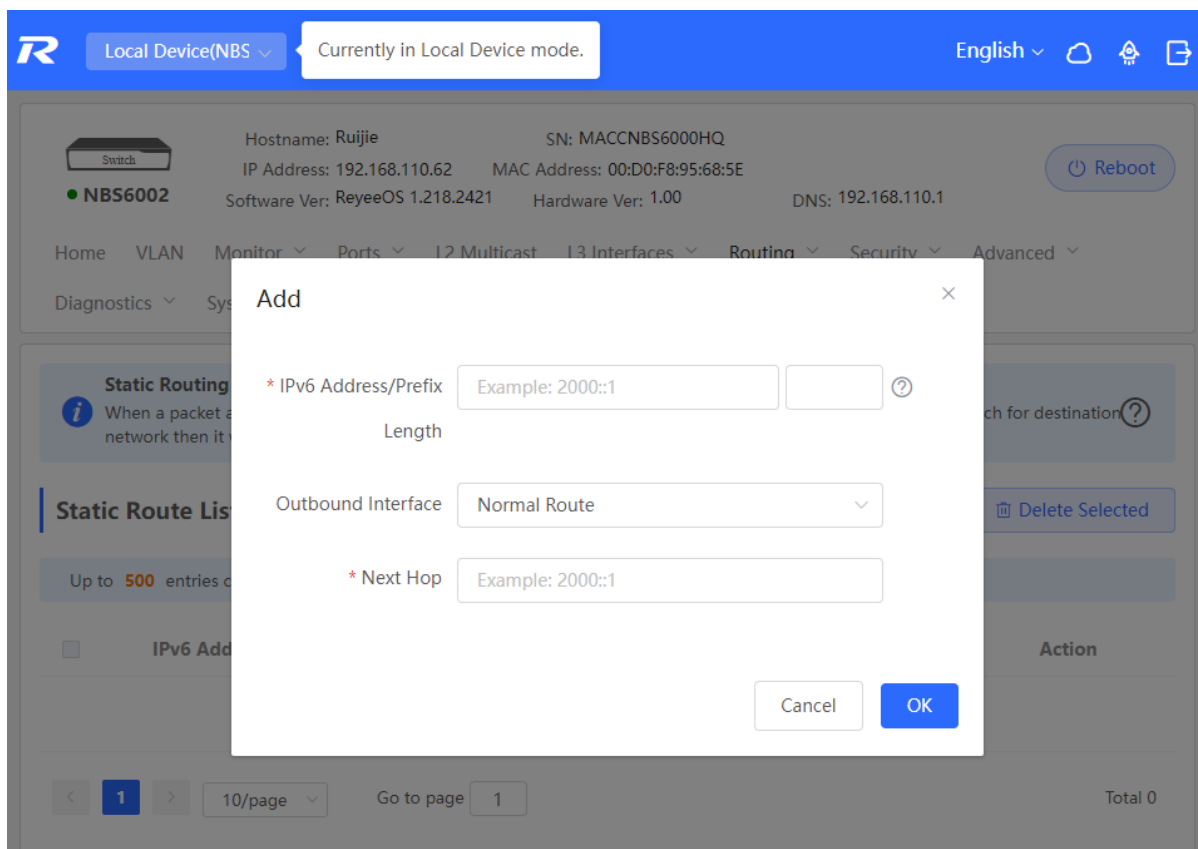 Local Device(NBS
Currently in Local Device mode.
English
Switch
NBS6002
Hostname: Ruijie
SN: MACCNBS6000HQ
IP Address: 192.168.110.62
MAC Address: 00:D0:F8:95:68:5E
Software Ver: ReyeeOS 1.218.2421
Hardware Ver: 1.00
DNS: 192.168.110.1
Reboot
Home VLAN Monitor Ports L2 Multicast L3 Interfaces Routing Security Advanced
Diagnostics Sys
Add
* IPv6 Address/Prefix
Length
Example: 2000::1
Outbound Interface
Normal Route
* Next Hop
Example: 2000::1
Cancel
OK
Static Routing
When a packet a
ch for destination
network then it
Static Route Lis
Delete Selected
Up to 500 entries
IPv6 Add
Action
1
10/page
Go to page 1
Total 0